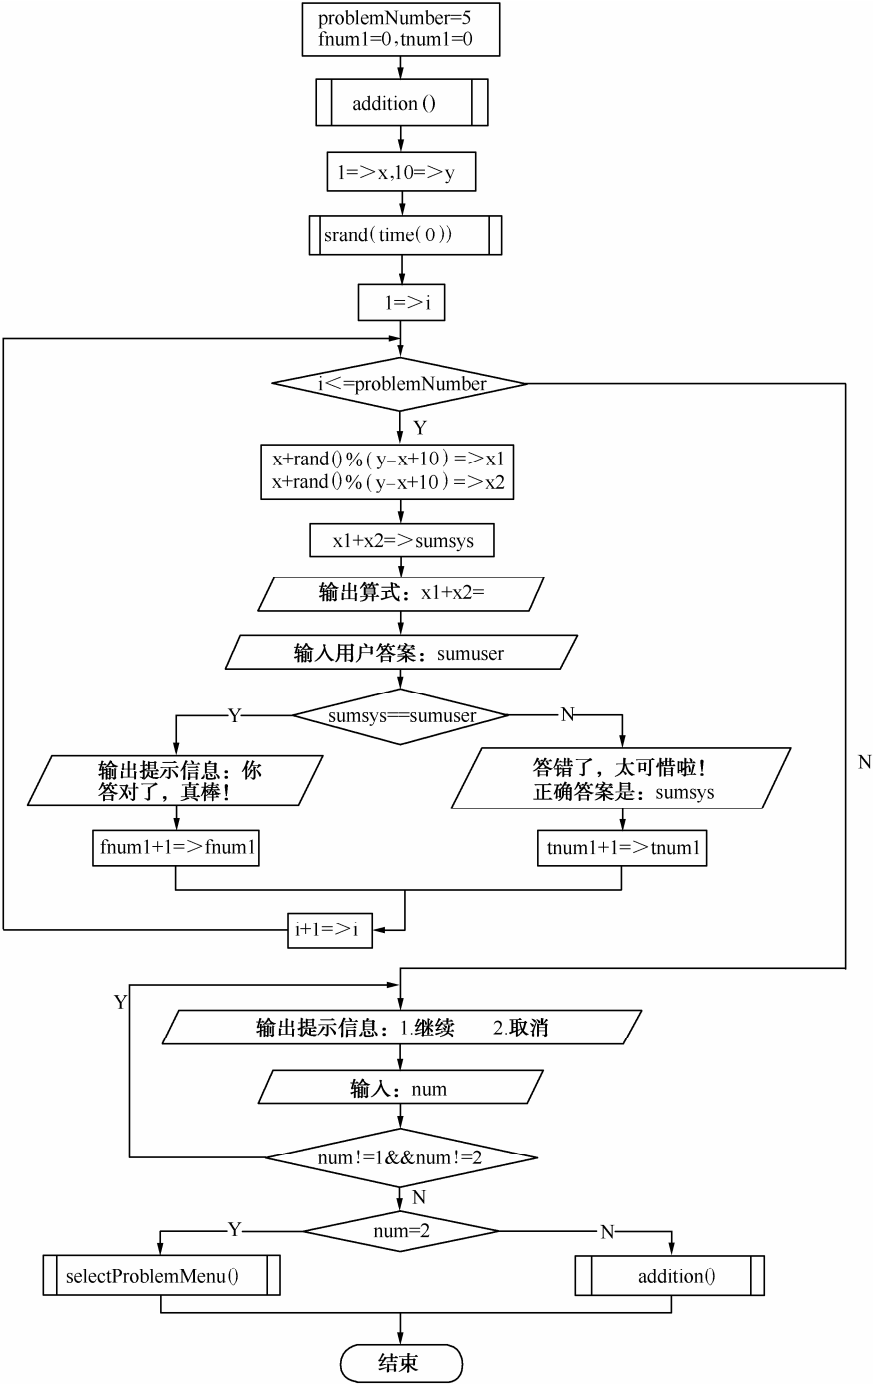 problemNumber=5
fnum1=0,tnum1=0
addition()
1=>x,10=>y
srand(time(0))
1=>i
i<=problemNumber
Y
x+rand()%(y-x+10)=>x1
x+rand()%(y-x+10)=>x2
x1+x2=>sumsys
输出算式：x1+x2=
输入用户答案：sumuser
Y
sumsys==sumuser
N
N
输出提示信息：你
答对了，真棒！
答错了，太可惜啦！
正确答案是：sumsys
fnum1+1=>fnum1
tnum1+1=>tnum1
i+1=>i
Y
输出提示信息：1.继续 2.取消
输入：num
num!=1&&num!=2
N
Y
num=2
N
selectProblemMenu()
addition()
结束